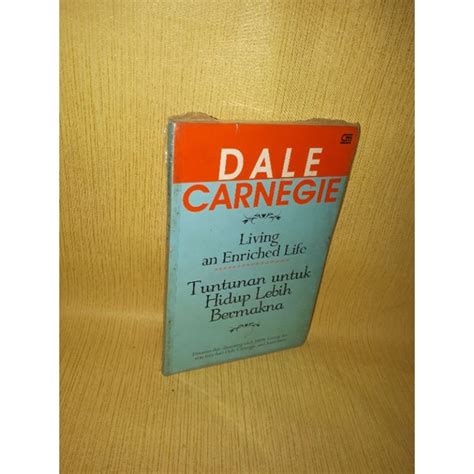 DALE
CARNEGIE
Living
an Enriched Life
Tuntunan untuk
Hidup Lebih
Bermakna